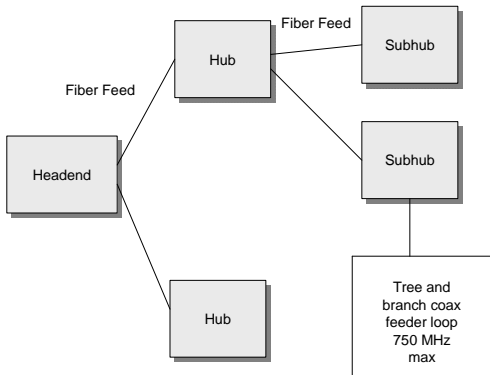 Fiber Feed
Hub
Subhub
Fiber Feed
Headend
Subhub
Hub
Tree and
branch coax
feeder loop
750 MHz
max